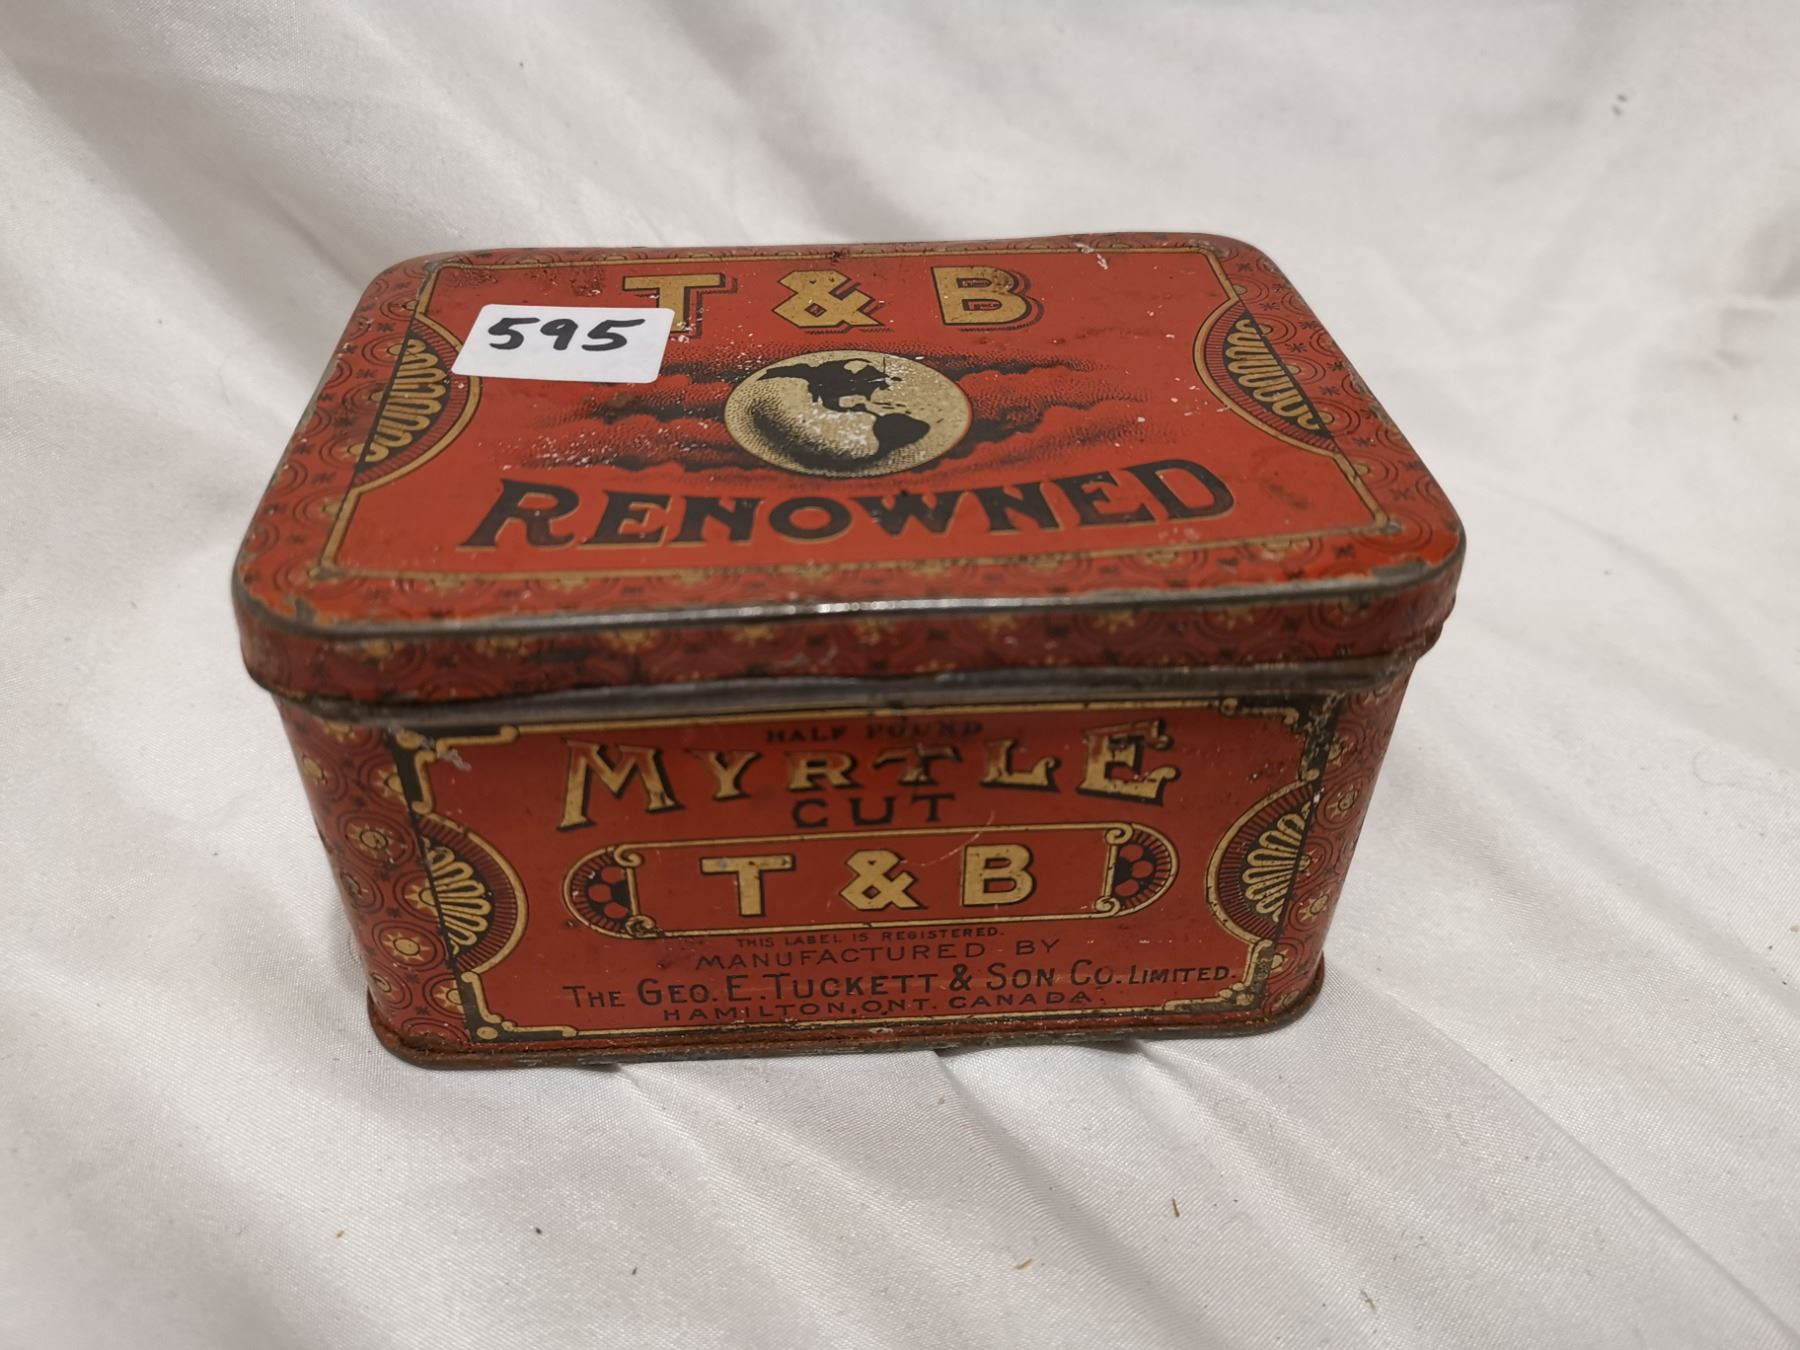 T & B
595
RENOWNED
HALF POUND
MYRTLE
CUT
T & B
THIS LABEL IS REGISTERED.
MANUFACTURED BY
THE GEO. E. TUCKETT & SON CO. LIMITED.
HAMILTON, ONT. CANADA.